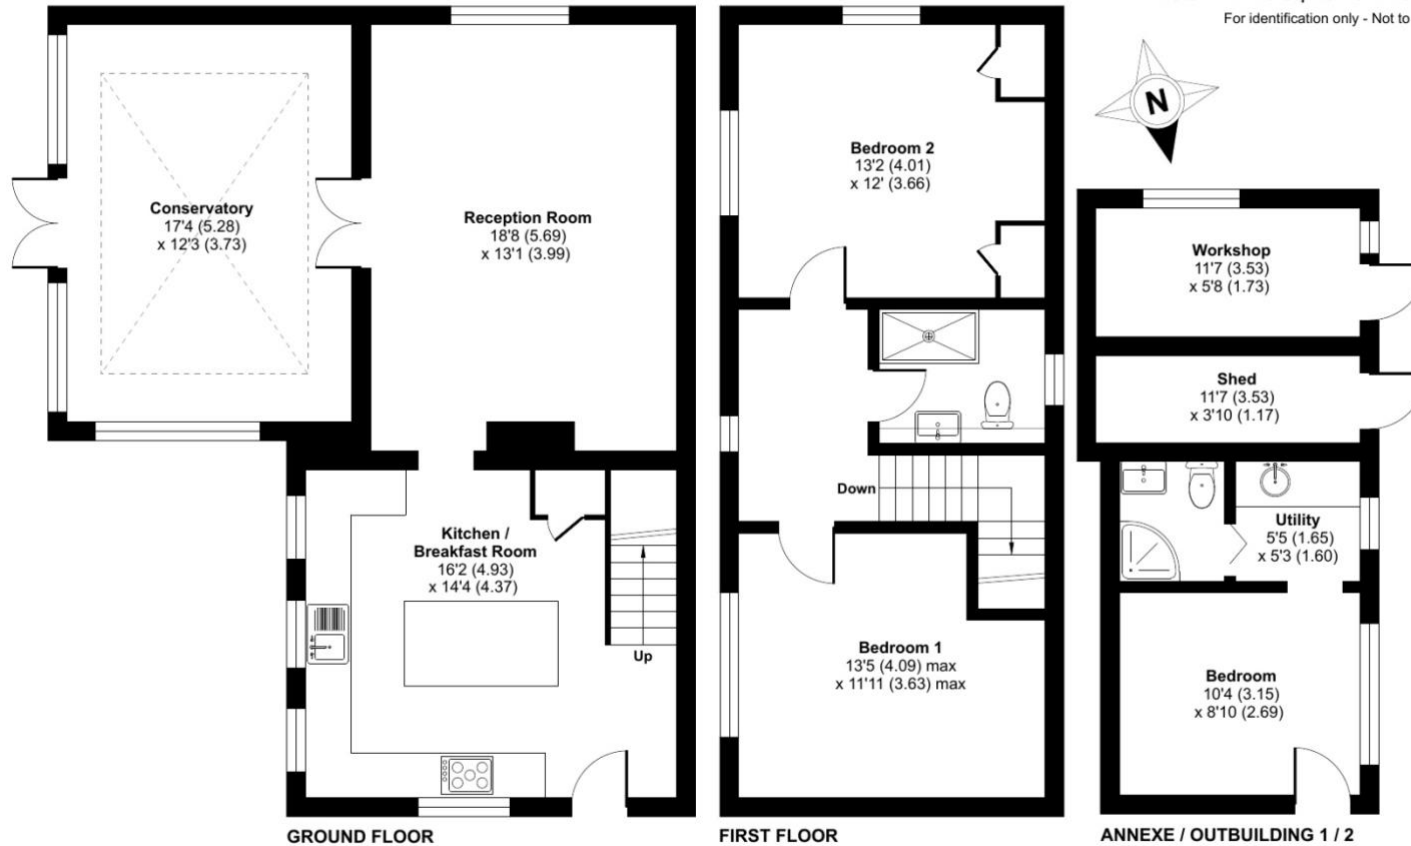 For identification only - Not to
N
Conservatory
17'4 (5.28)
x 12'3 (3.73)
Reception Room
18'8 (5.69)
x 13'1 (3.99)
Kitchen /
Breakfast Room
16'2 (4.93)
x 14'4 (4.37)
Up
GROUND FLOOR
Bedroom 2
13'2 (4.01)
x 12' (3.66)
Down
Bedroom 1
13'5 (4.09) max
x 11'11 (3.63) max
FIRST FLOOR
Workshop
11'7 (3.53)
x 5'8 (1.73)
Shed
11'7 (3.53)
x 3'10 (1.17)
Utility
5'5 (1.65)
x 5'3 (1.60)
Bedroom
10'4 (3.15)
x 8'10 (2.69)
ANNEXE / OUTBUILDING 1 / 2